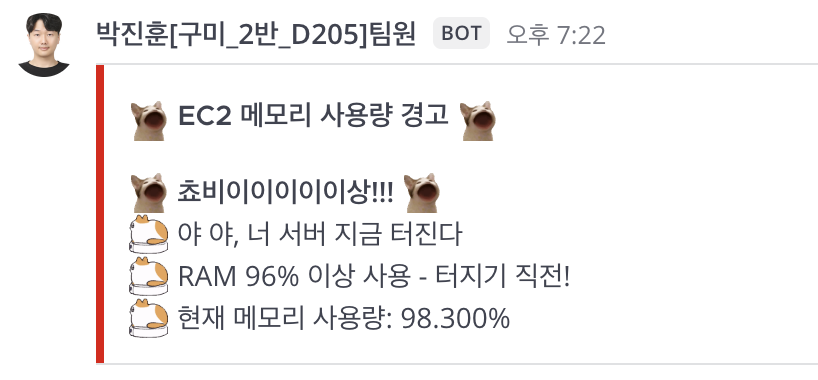 박진훈[구미_2반_D205]팀원 BOT 오후 7:22
EC2 메모리 사용량 경고
쵸비이이이이이상!!!
야 야, 너 서버 지금 터진다
RAM 96% 이상 사용 - 터지기 직전!
현재 메모리 사용량: 98.300%